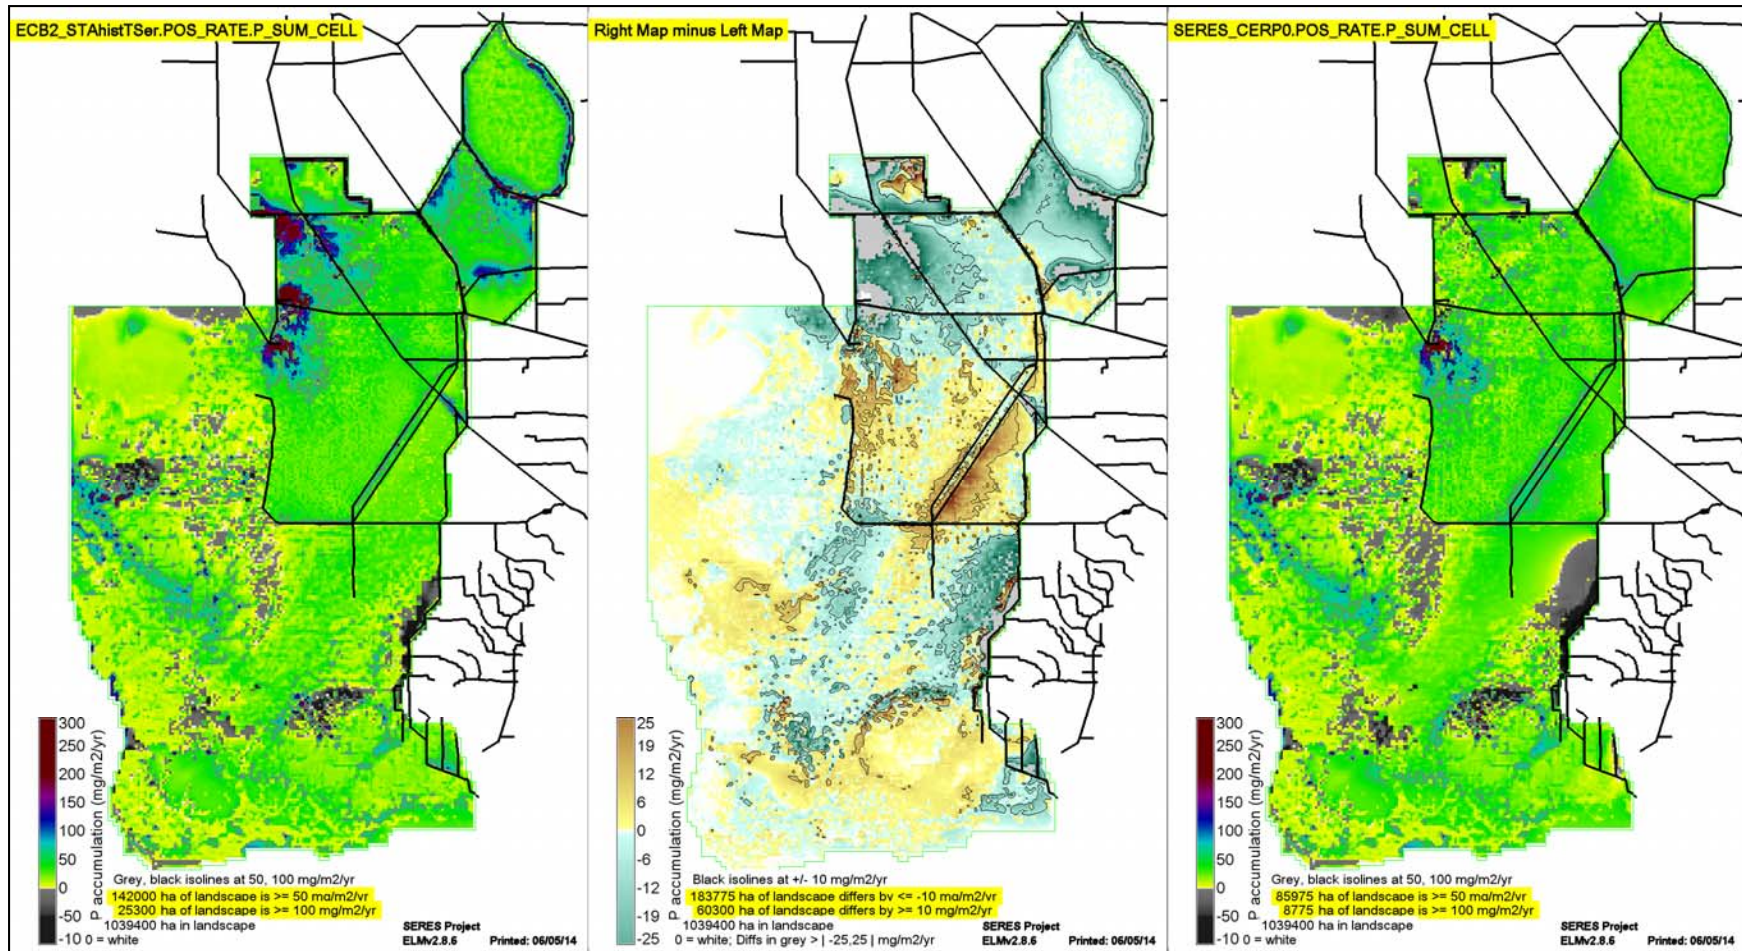 ECB2_STAhistTSer.POS_RATE.P_SUM_CELL
300
250
200
150
100
50
0
-50
-10
P accumulation (mg/m2/yr)
0 = white
Grey, black isolines at 50, 100 mg/m2/yr
142000 ha of landscape is >= 50 mg/m2/yr
25300 ha of landscape is >= 100 mg/m2/yr
1039400 ha in landscape
SERES Project
ELMv2.8.6 Printed: 06/05/14
Right Map minus Left Map
25
19
12
6
0
-6
-12
-19
-25
P accumulation (mg/m2/yr)
Black isolines at +/- 10 mg/m2/yr
183775 ha of landscape differs by <= -10 mg/m2/yr
60300 ha of landscape differs by >= 10 mg/m2/yr
1039400 ha in landscape
0 = white; Diffs in grey > | -25,25 | mg/m2/yr
SERES Project
ELMv2.8.6 Printed: 06/05/14
SERES_CERP0.POS_RATE.P_SUM_CELL
300
250
200
150
100
50
0
-50
-10
P accumulation (mg/m2/yr)
0 = white
Grey, black isolines at 50, 100 mg/m2/yr
85975 ha of landscape is >= 50 mg/m2/yr
8775 ha of landscape is >= 100 mg/m2/yr
1039400 ha in landscape
SERES Project
ELMv2.8.6 Printed: 06/05/14